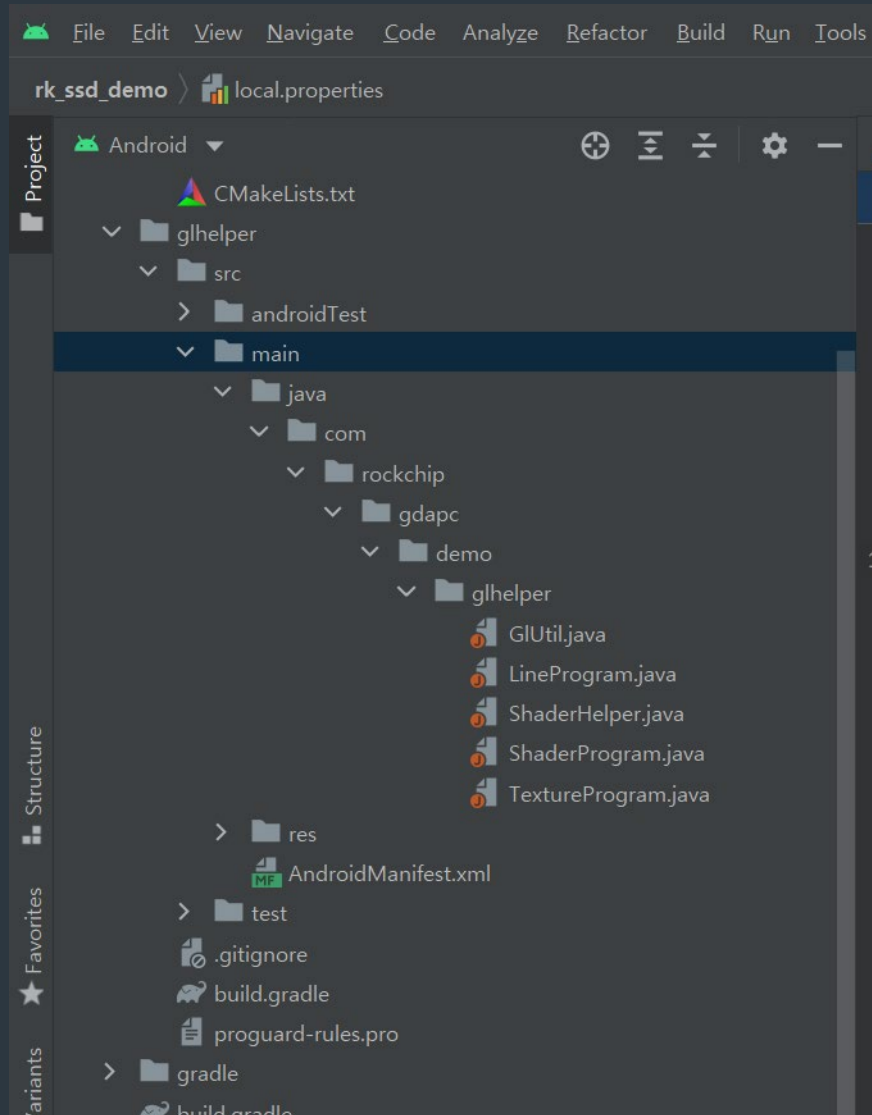 File Edit View Navigate Code Analyze Refactor Build Run Tools
rk_ssd_demo local.properties
Project
Android
CMakeLists.txt
glhelper
src
androidTest
main
java
com
rockchip
gdapc
demo
glhelper
GlUtil.java
LineProgram.java
ShaderHelper.java
ShaderProgram.java
TextureProgram.java
res
MF AndroidManifest.xml
test
.gitignore
build.gradle
proguard-rules.pro
gradle
build.gradle
Structure
Favorites